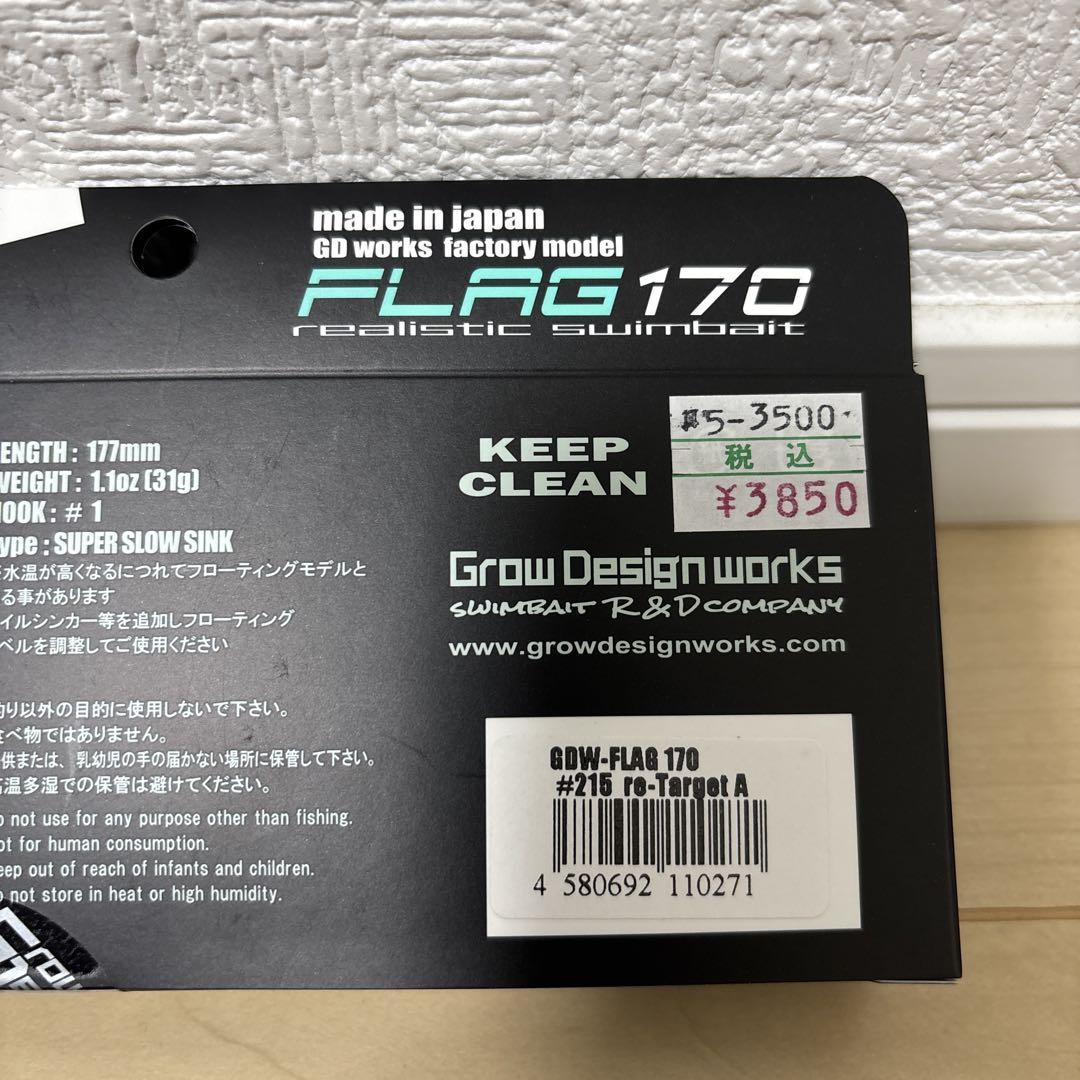 made in japan
GD works factory model
FLAG 170
realistic swimbait
ENGTH : 177mm
WEIGHT : 1.1oz (31g)
HOOK : # 1
ype : SUPER SLOW SINK
水温が高くなるにつれてフローティングモデルと
る事があります
イルシンカー等を追加しフローティング
ベルを調整してご使用ください
KEEP
CLEAN
5-3500-
税込
¥3850
Grow Design works
SWIMBAIT R & D COMPANY
www.growdesignworks.com
釣り以外の目的に使用しないで下さい。
食べ物ではありません。
供または、乳幼児の手の届かない場所に保管して下さい。
高温多湿での保管は避けてください。
o not use for any purpose other than fishing.
ot for human consumption.
eep out of reach of infants and children.
o not store in heat or high humidity.
GDW-FLAG 170
#215 re-Target A
4 580692 110271